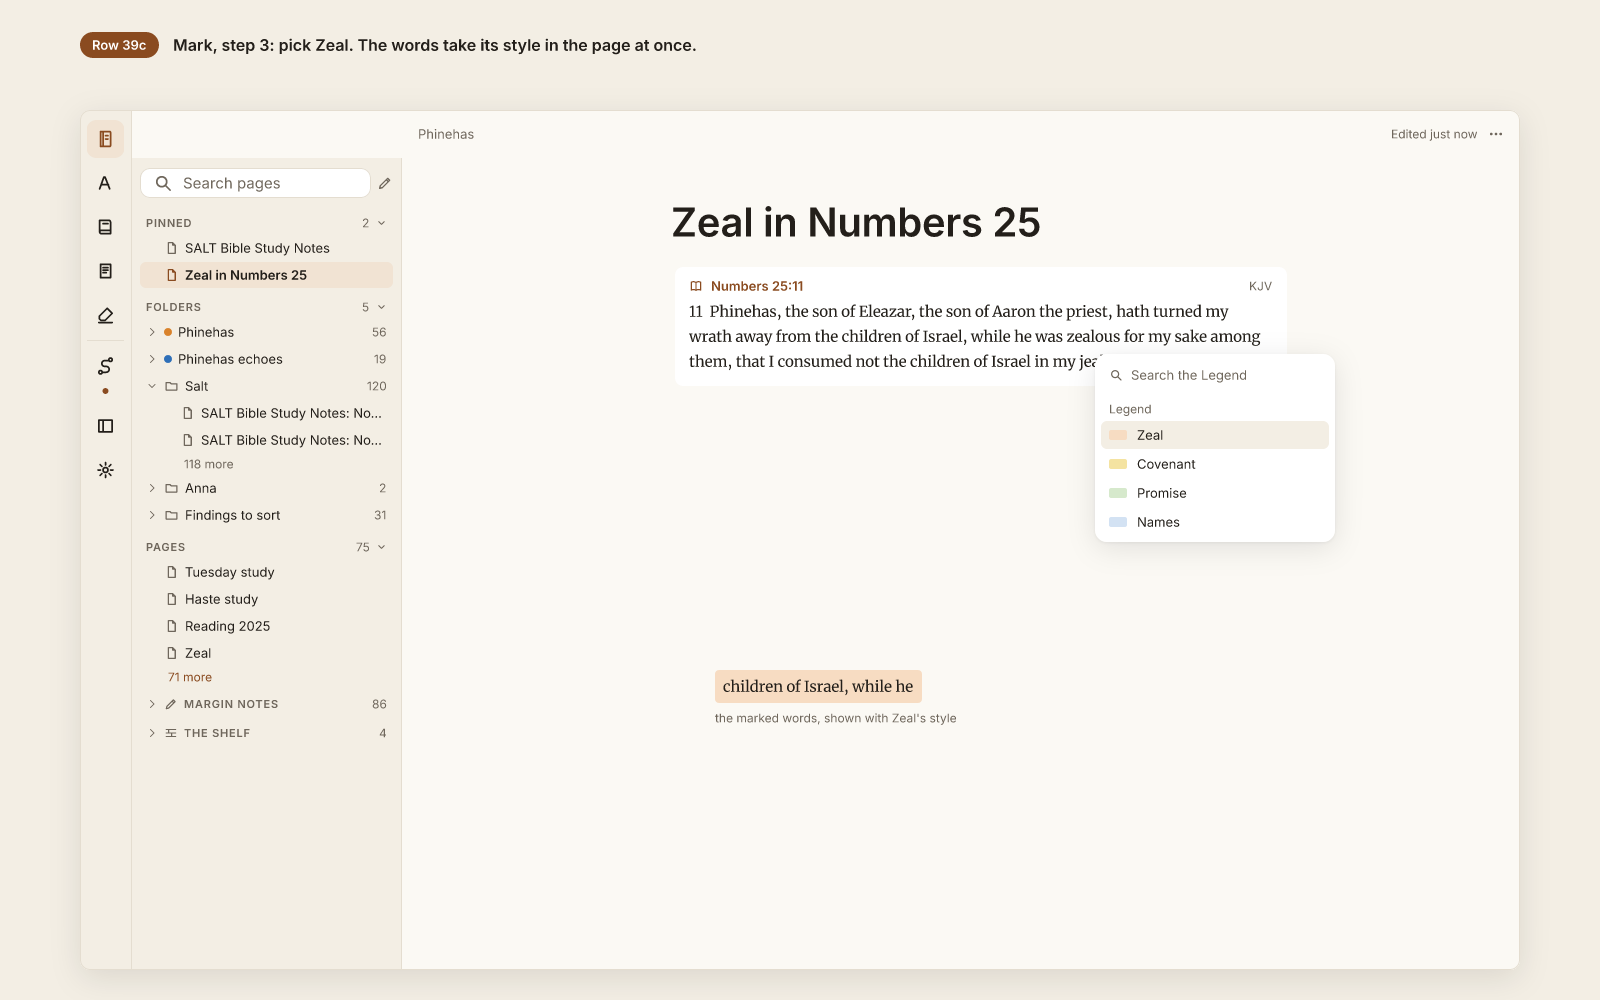 Row 39c
Mark, step 3: pick Zeal. The words take its style in the page at once.
Phinehas
Edited just now
Search pages
PINNED 2
SALT Bible Study Notes
Zeal in Numbers 25
FOLDERS 5
Phinehas 56
Phinehas echoes 19
Salt 120
SALT Bible Study Notes: No...
SALT Bible Study Notes: No...
118 more
Anna 2
Findings to sort 31
PAGES 75
Tuesday study
Haste study
Reading 2025
Zeal
71 more
MARGIN NOTES 86
THE SHELF 4
Zeal in Numbers 25
Numbers 25:11 KJV
11 Phinehas, the son of Eleazar, the son of Aaron the priest, hath turned my
wrath away from the children of Israel, while he was zealous for my sake among
them, that I consumed not the children of Israel in my
Search the Legend
Legend
Zeal
Covenant
Promise
Names
children of Israel, while he
the marked words, shown with Zeal's style